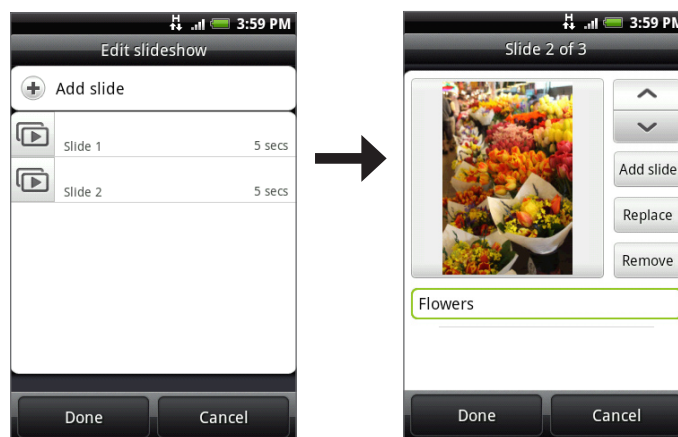 H 3:59 PM
Edit slideshow
Add slide
Slide 1 5 secs
Slide 2 5 secs
Done Cancel
H 3:59 PM
Slide 2 of 3
Add slide
Replace
Remove
Flowers
Done Cancel